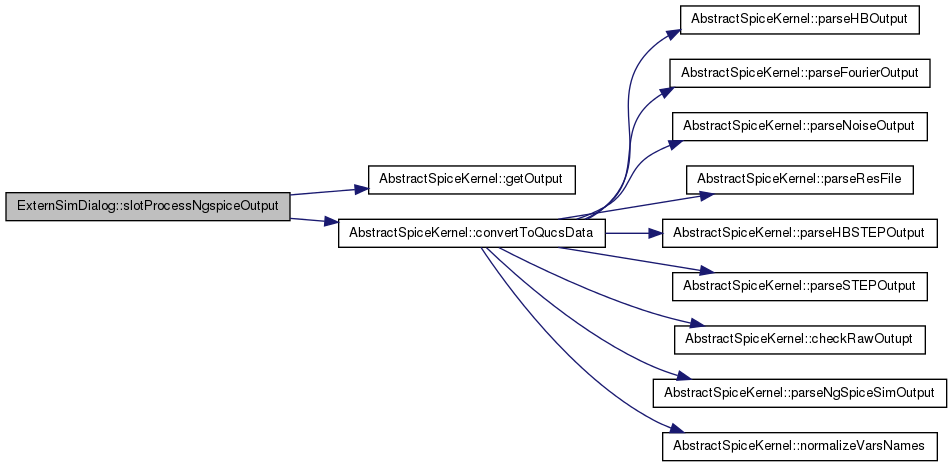 AbstractSpiceKernel::parseHBOutput
AbstractSpiceKernel::parseFourierOutput
AbstractSpiceKernel::parseNoiseOutput
AbstractSpiceKernel::getOutput
AbstractSpiceKernel::parseResFile
ExternSimDialog::slotProcessNgspiceOutput
AbstractSpiceKernel::convertToQucsData
AbstractSpiceKernel::parseHBSTEPOutput
AbstractSpiceKernel::parseSTEPOutput
AbstractSpiceKernel::checkRawOutupt
AbstractSpiceKernel::parseNgSpiceSimOutput
AbstractSpiceKernel::normalizeVarsNames